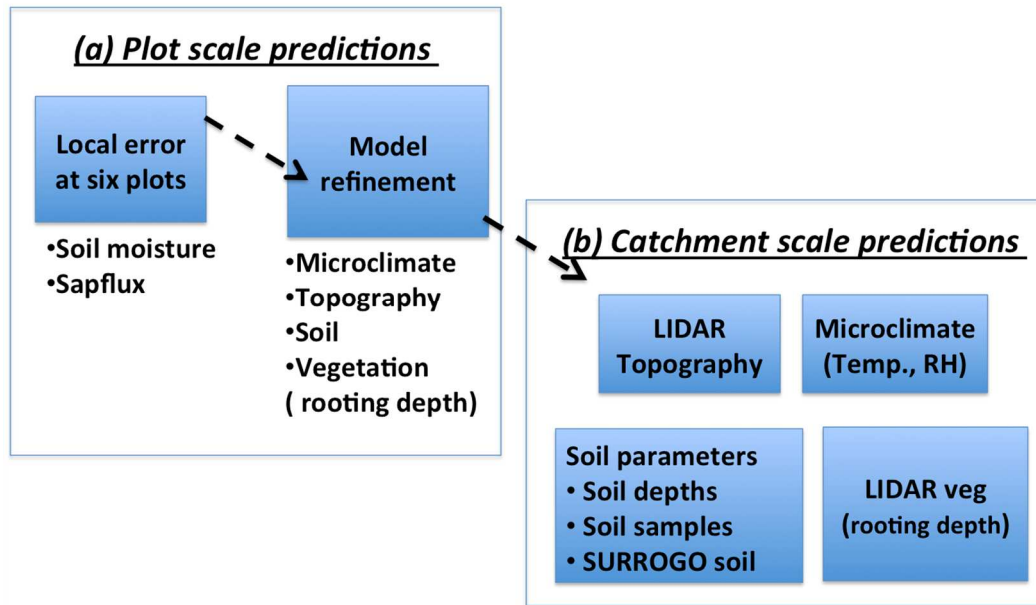 (a) Plot scale predictions
Local error
at six plots
•Soil moisture
•Sapflux
Model
refinement
•Microclimate
•Topography
•Soil
•Vegetation
( rooting depth)
(b) Catchment scale predictions
LIDAR
Topography
Microclimate
(Temp., RH)
Soil parameters
• Soil depths
• Soil samples
• SURROGO soil
LIDAR veg
(rooting depth)